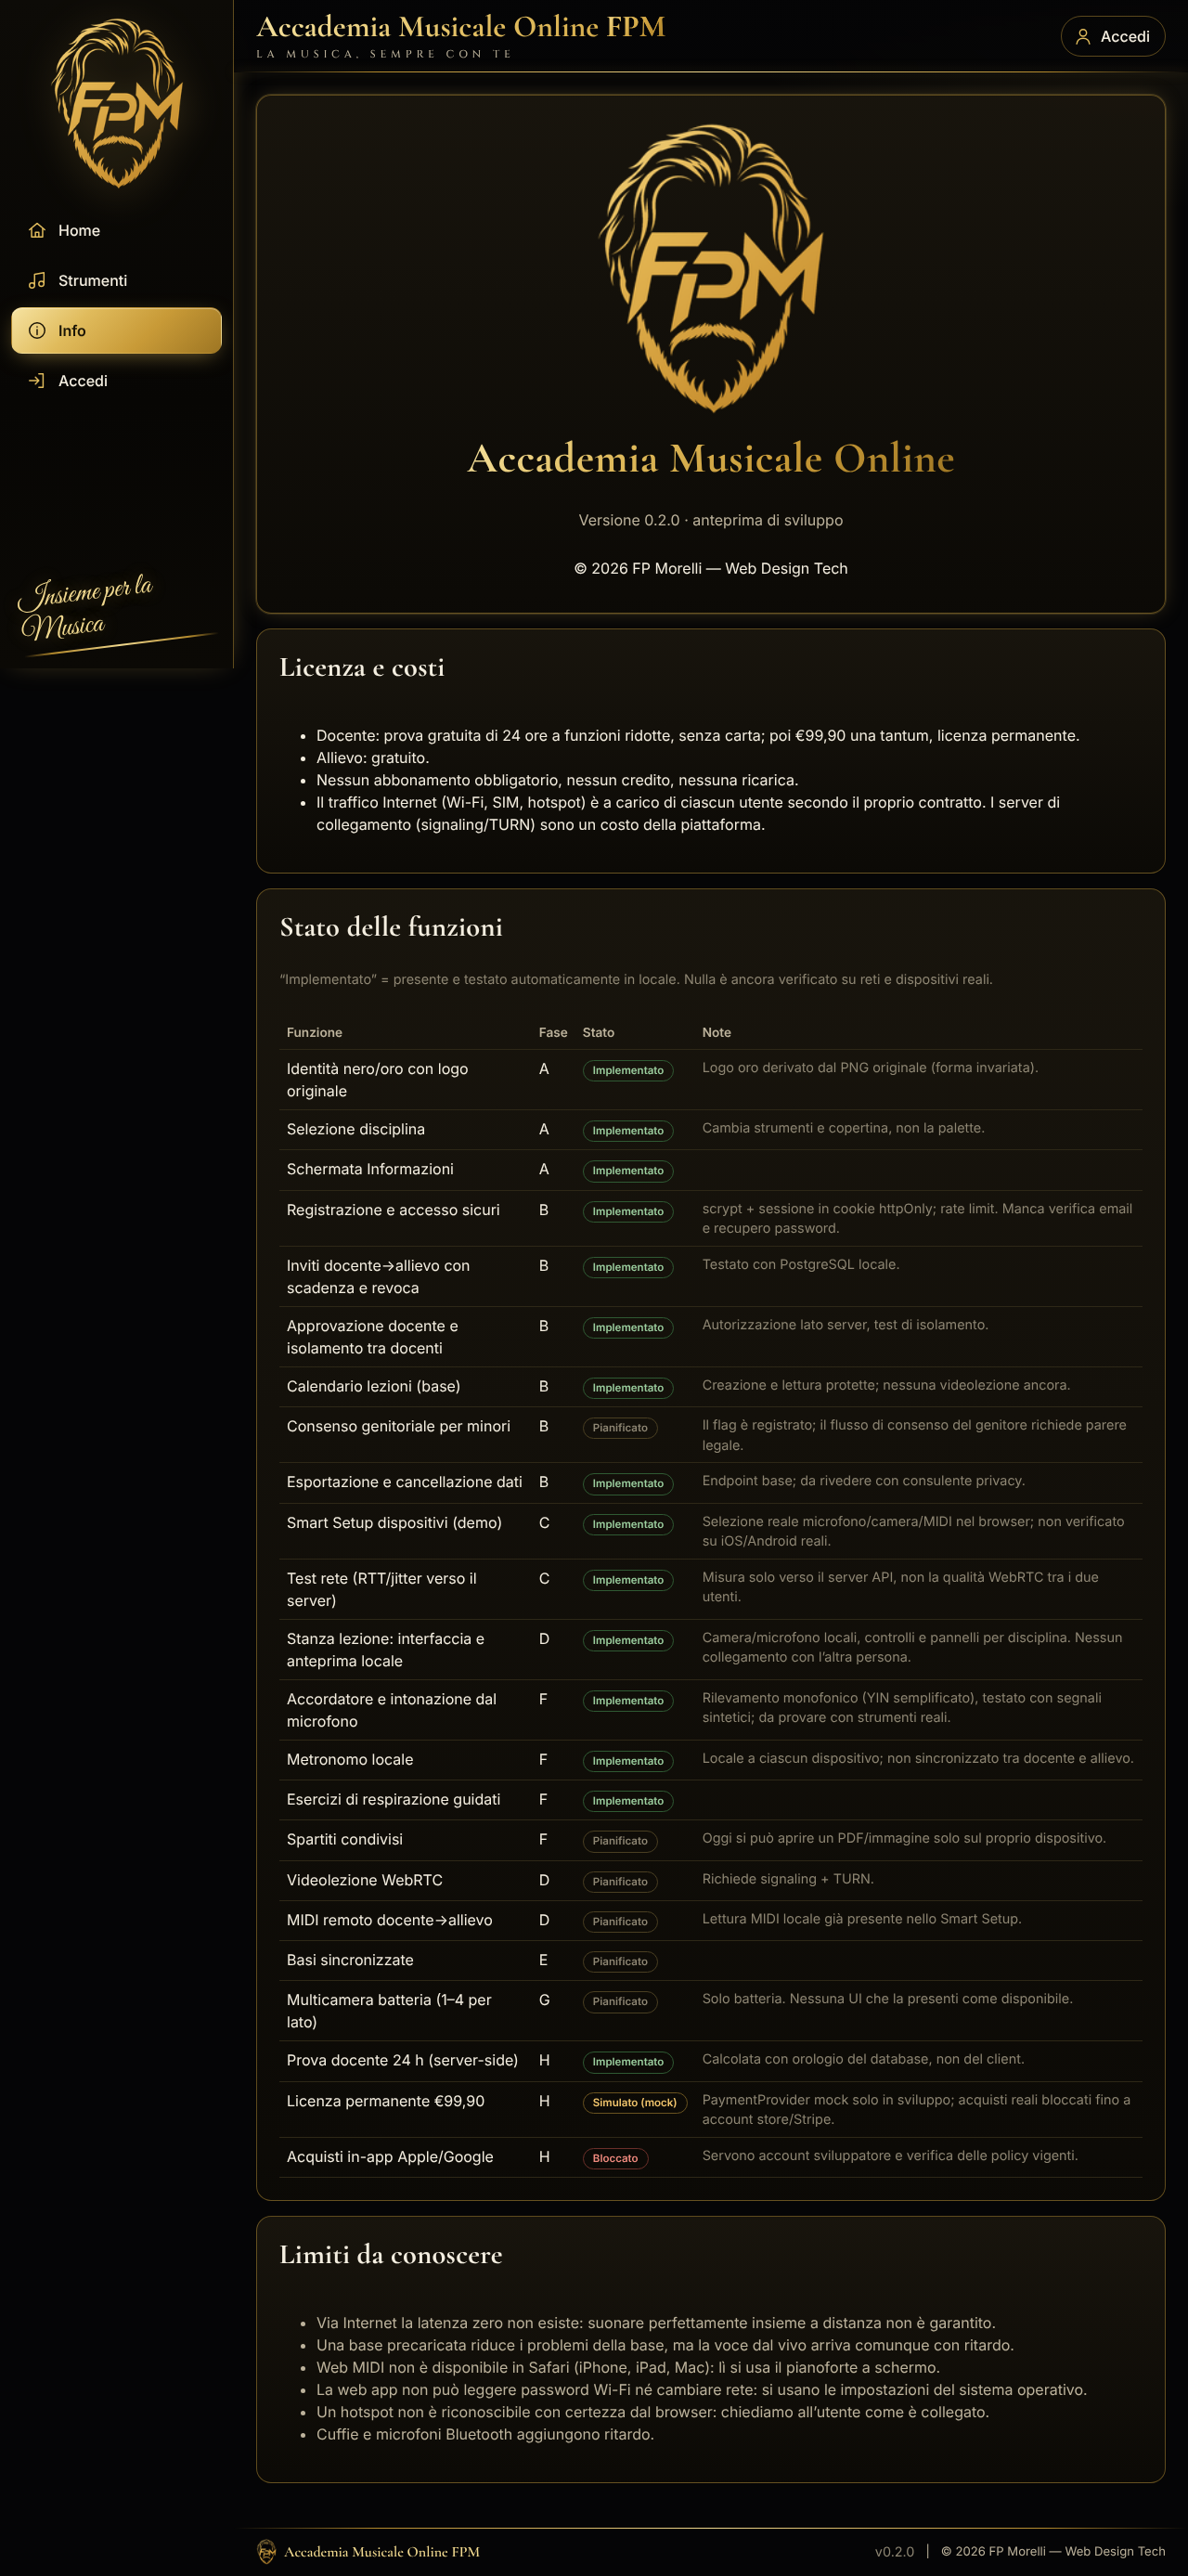 FPM
Home
Strumenti
Info
Accedi
Insieme per la
Musica
Accademia Musicale Online FPM
LA MUSICA, SEMPRE CON TE
Accedi
FPM
Accademia Musicale Online
Versione 0.2.0 · anteprima di sviluppo
© 2026 FP Morelli — Web Design Tech
Licenza e costi
• Docente: prova gratuita di 24 ore a funzioni ridotte, senza carta; poi €99,90 una tantum, licenza permanente.
• Allievo: gratuito.
• Nessun abbonamento obbligatorio, nessun credito, nessuna ricarica.
• Il traffico Internet (Wi-Fi, SIM, hotspot) è a carico di ciascun utente secondo il proprio contratto. I server di
collegamento (signaling/TURN) sono un costo della piattaforma.
Stato delle funzioni
“Implementato” = presente e testato automaticamente in locale. Nulla è ancora verificato su reti e dispositivi reali.
Funzione Fase Stato Note
Identità nero/oro con logo A Implementato Logo oro derivato dal PNG originale (forma invariata).
originale
Selezione disciplina A Implementato Cambia strumenti e copertina, non la palette.
Schermata Informazioni A Implementato
Registrazione e accesso sicuri B Implementato scrypt + sessione in cookie httpOnly; rate limit. Manca verifica email
e recupero password.
Inviti docente→allievo con B Implementato Testato con PostgreSQL locale.
scadenza e revoca
Approvazione docente e B Implementato Autorizzazione lato server, test di isolamento.
isolamento tra docenti
Calendario lezioni (base) B Implementato Creazione e lettura protette; nessuna videolezione ancora.
Consenso genitoriale per minori B Pianificato Il flag è registrato; il flusso di consenso del genitore richiede parere
legale.
Esportazione e cancellazione dati B Implementato Endpoint base; da rivedere con consulente privacy.
Smart Setup dispositivi (demo) C Implementato Selezione reale microfono/camera/MIDI nel browser; non verificato
su iOS/Android reali.
Test rete (RTT/jitter verso il C Implementato Misura solo verso il server API, non la qualità WebRTC tra i due
server) utenti.
Stanza lezione: interfaccia e D Implementato Camera/microfono locali, controlli e pannelli per disciplina. Nessun
anteprima locale collegamento con l’altra persona.
Accordatore e intonazione dal F Implementato Rilevamento monofonico (YIN semplificato), testato con segnali
microfono sintetici; da provare con strumenti reali.
Metronomo locale F Implementato Locale a ciascun dispositivo; non sincronizzato tra docente e allievo.
Esercizi di respirazione guidati F Implementato
Spartiti condivisi F Pianificato Oggi si può aprire un PDF/immagine solo sul proprio dispositivo.
Videolezione WebRTC D Pianificato Richiede signaling + TURN.
MIDI remoto docente→allievo D Pianificato Lettura MIDI locale già presente nello Smart Setup.
Basi sincronizzate E Pianificato
Multicamera batteria (1–4 per G Pianificato Solo batteria. Nessuna UI che la presenti come disponibile.
lato)
Prova docente 24 h (server-side) H Implementato Calcolata con orologio del database, non del client.
Licenza permanente €99,90 H Simulato (mock) PaymentProvider mock solo in sviluppo; acquisti reali bloccati fino a
account store/Stripe.
Acquisti in-app Apple/Google H Bloccato Servono account sviluppatore e verifica delle policy vigenti.
Limiti da conoscere
• Via Internet la latenza zero non esiste: suonare perfettamente insieme a distanza non è garantito.
• Una base precaricata riduce i problemi della base, ma la voce dal vivo arriva comunque con ritardo.
• Web MIDI non è disponibile in Safari (iPhone, iPad, Mac): lì si usa il pianoforte a schermo.
• La web app non può leggere password Wi-Fi né cambiare rete: si usano le impostazioni del sistema operativo.
• Un hotspot non è riconoscibile con certezza dal browser: chiediamo all’utente come è collegato.
• Cuffie e microfoni Bluetooth aggiungono ritardo.
Accademia Musicale Online FPM
v0.2.0 | © 2026 FP Morelli — Web Design Tech